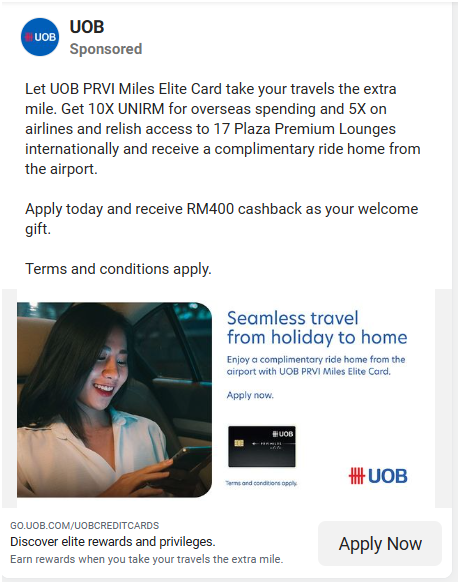 UOB
UOB
Sponsored
Let UOB PRVI Miles Elite Card take your travels the extra
mile. Get 10X UNIRM for overseas spending and 5X on
airlines and relish access to 17 Plaza Premium Lounges
internationally and receive a complimentary ride home from
the airport.
Apply today and receive RM400 cashback as your welcome
gift.
Terms and conditions apply.
Seamless travel
from holiday to home
Enjoy a complimentary ride home from the
airport with UOB PRVI Miles Elite Card.
Apply now.
UOB
Terms and conditions apply.
UOB
GO.UOB.COM/UOBCREDITCARDS
Discover elite rewards and privileges.
Earn rewards when you take your travels the extra mile.
Apply Now